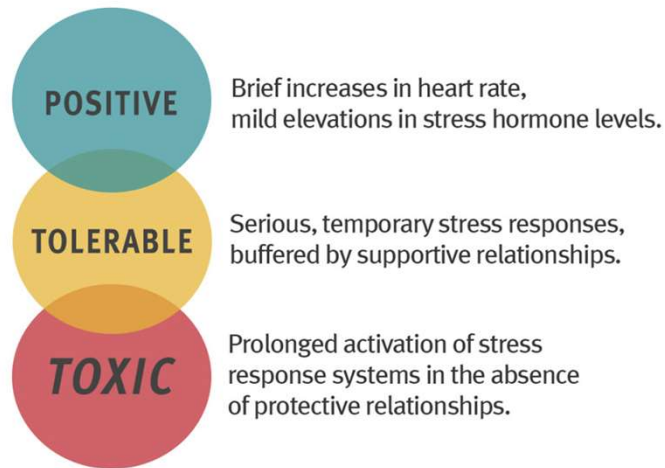 POSITIVE
Brief increases in heart rate,
mild elevations in stress hormone levels.
TOLERABLE
Serious, temporary stress responses,
buffered by supportive relationships.
TOXIC
Prolonged activation of stress
response systems in the absence
of protective relationships.